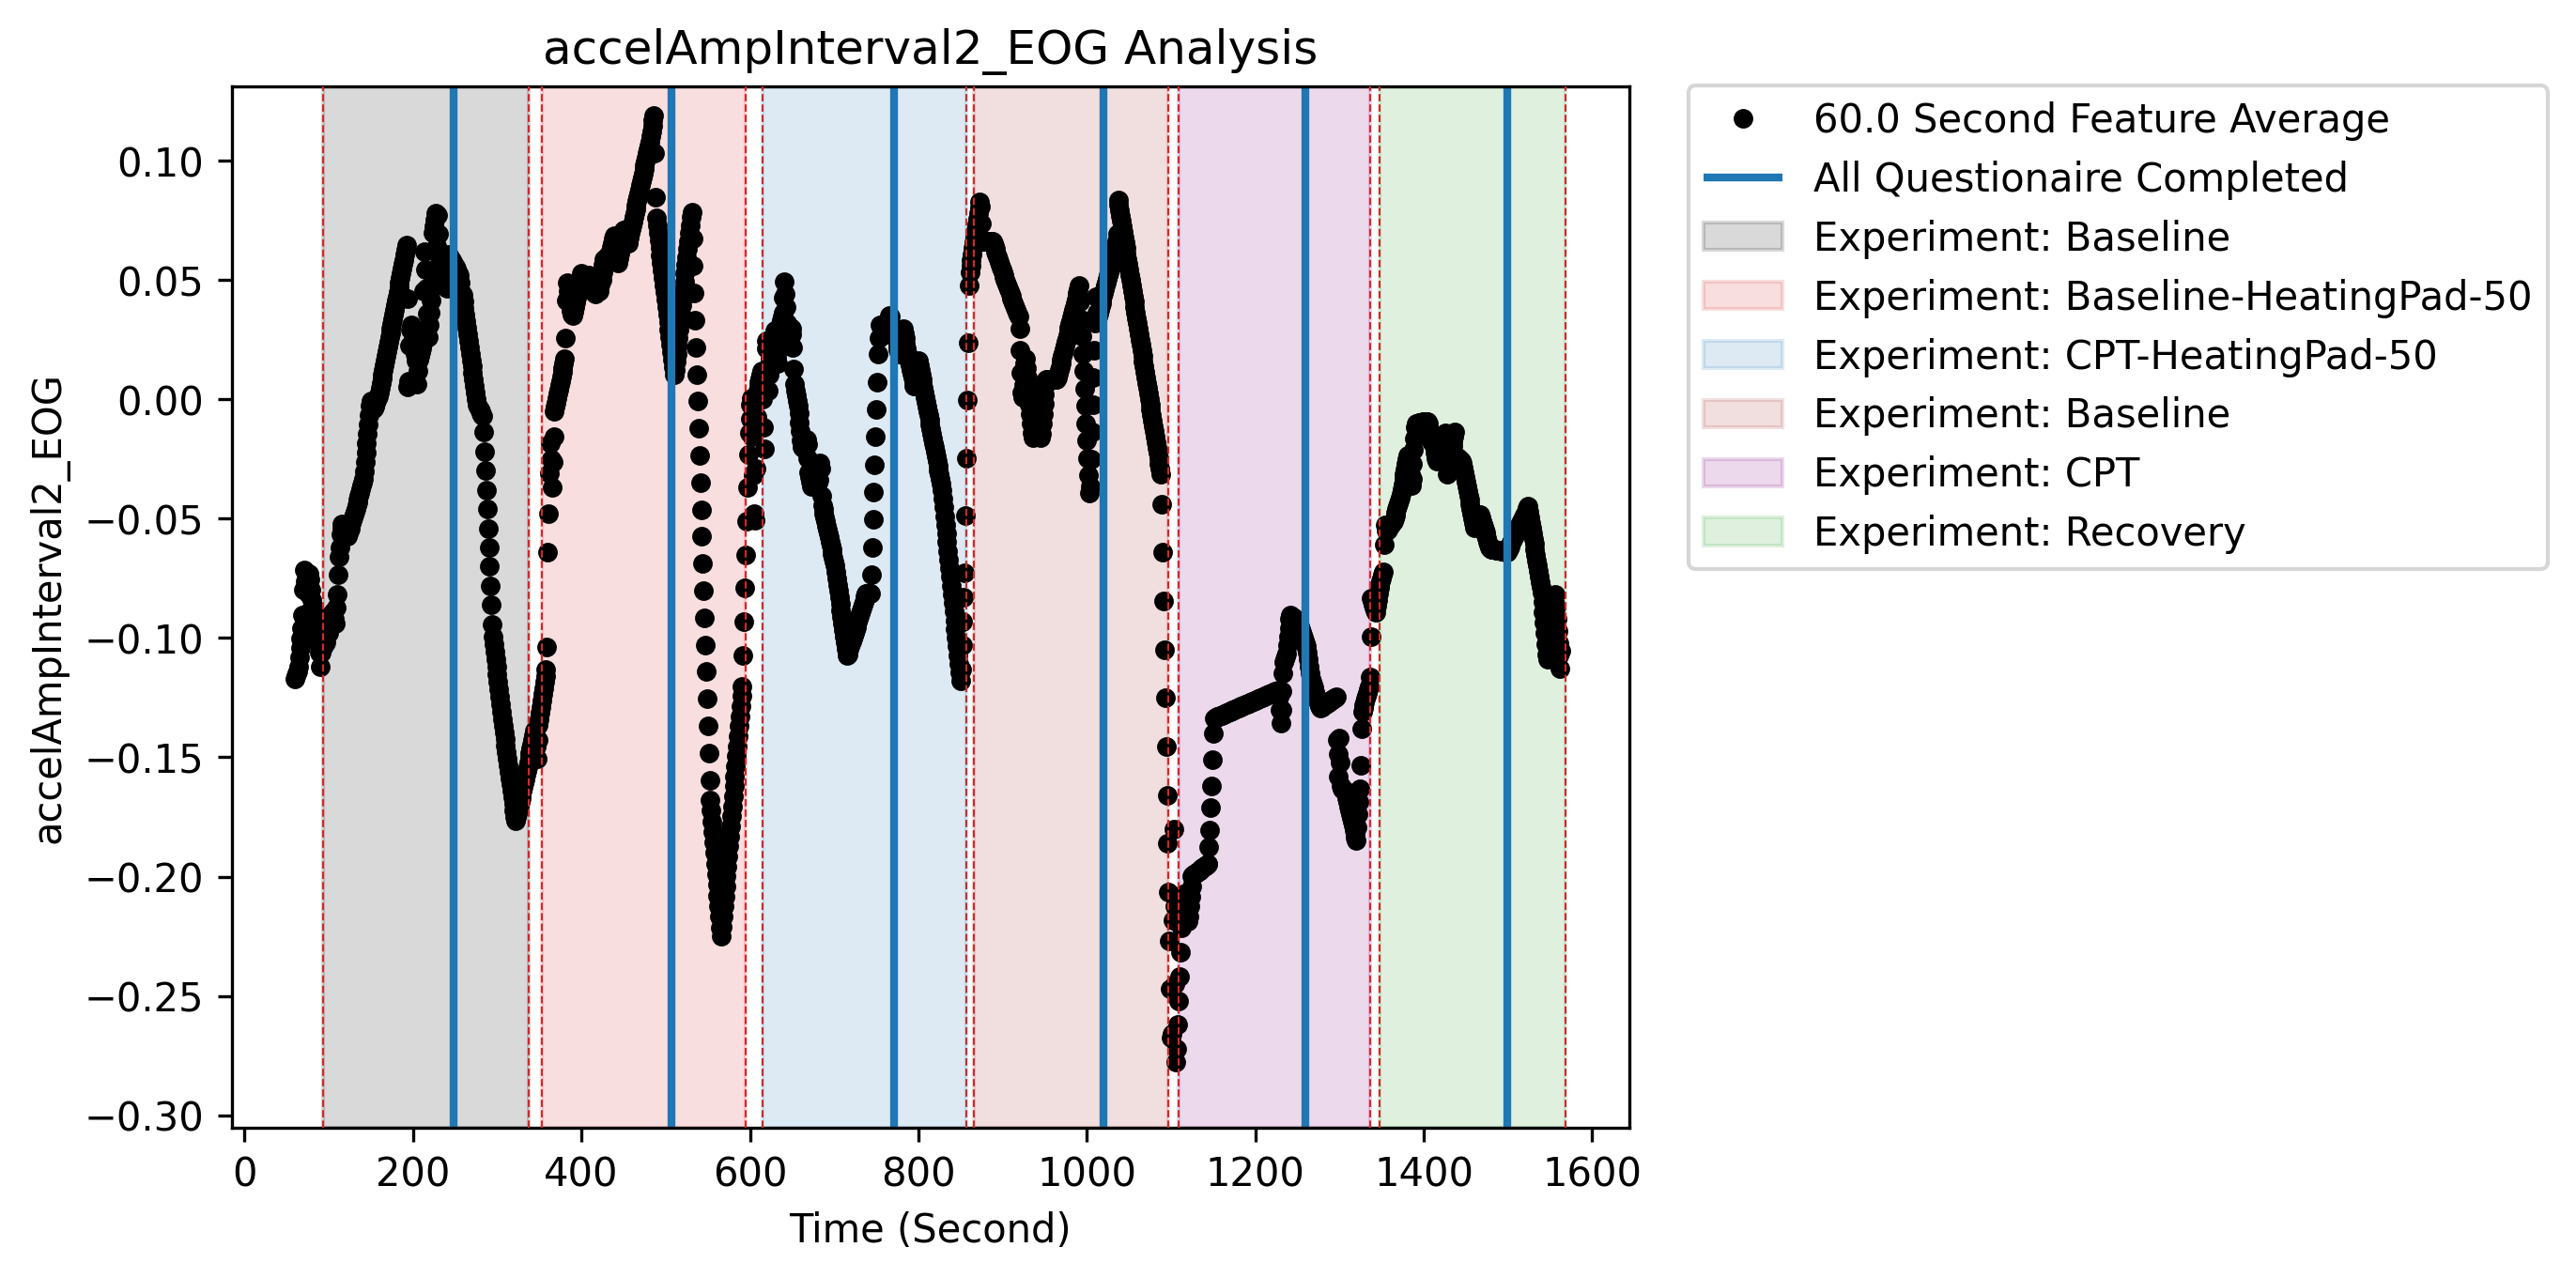 accelAmpInterval2_EOG Analysis
accelAmpInterval2_EOG
0.10
0.05
0.00
−0.05
−0.10
−0.15
−0.20
−0.25
−0.30
0 200 400 600 800 1000 1200 1400 1600
Time (Second)
60.0 Second Feature Average
All Questionaire Completed
Experiment: Baseline
Experiment: Baseline-HeatingPad-50
Experiment: CPT-HeatingPad-50
Experiment: Baseline
Experiment: CPT
Experiment: Recovery